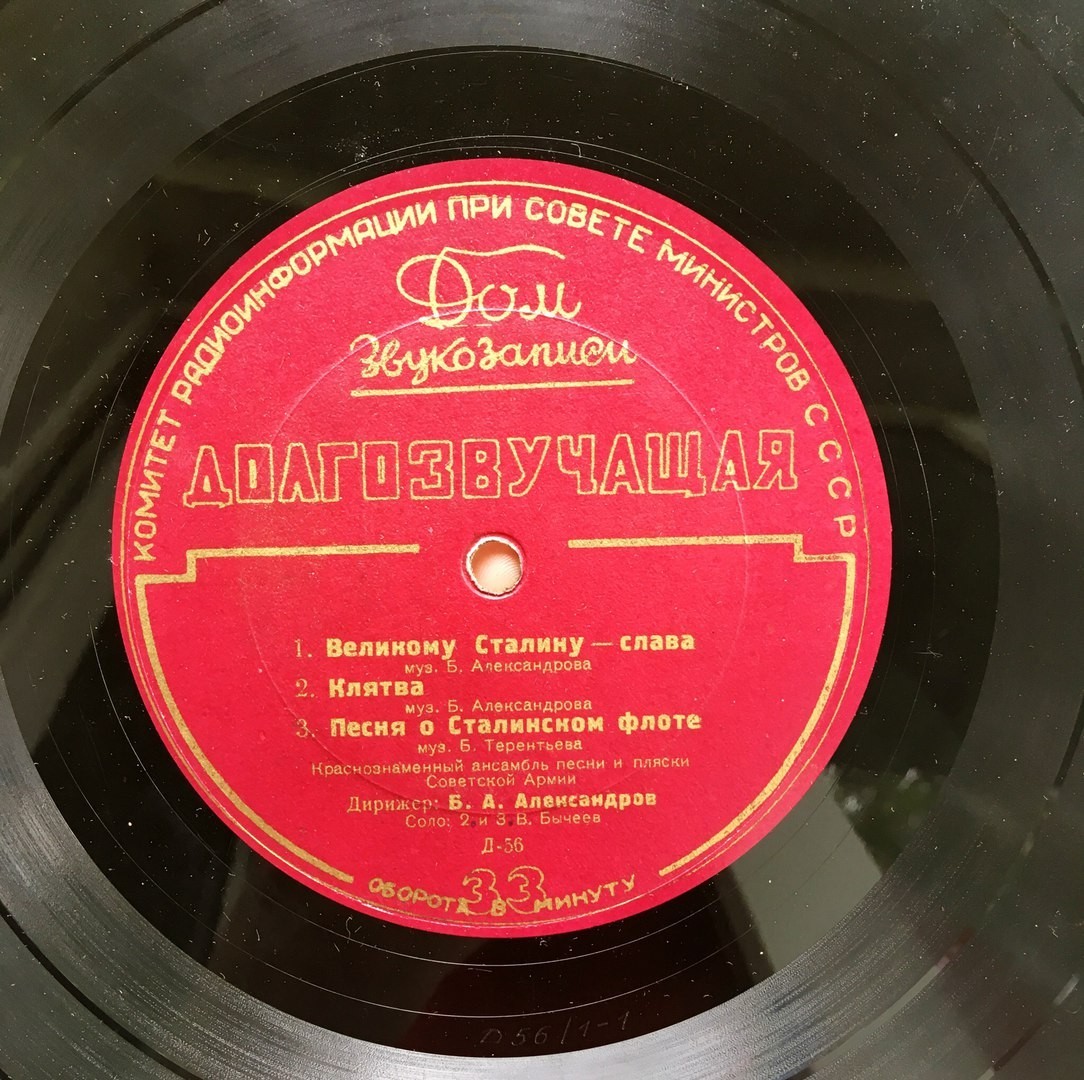 КОМИТЕТ РАДИОИНФОРМАЦИИ ПРИ СОВЕТЕ МИНИСТРОВ СССР
Дом
Звукозаписи
ДОЛГОЗВУЧАЩАЯ
1. Великому Сталину — слава
муз. Б. Александрова
2. Клятва
муз. Б. Александрова
3. Песня о Сталинском флоте
муз. Б. Терентьева
Краснознаменный ансамбль песни и пляски
Советской Армии
Дирижер: Б. А. Александров
Соло: 2 и 3. В. Бычеев
Д-56
33
ОБОРОТА В МИНУТУ
Д56/1-1